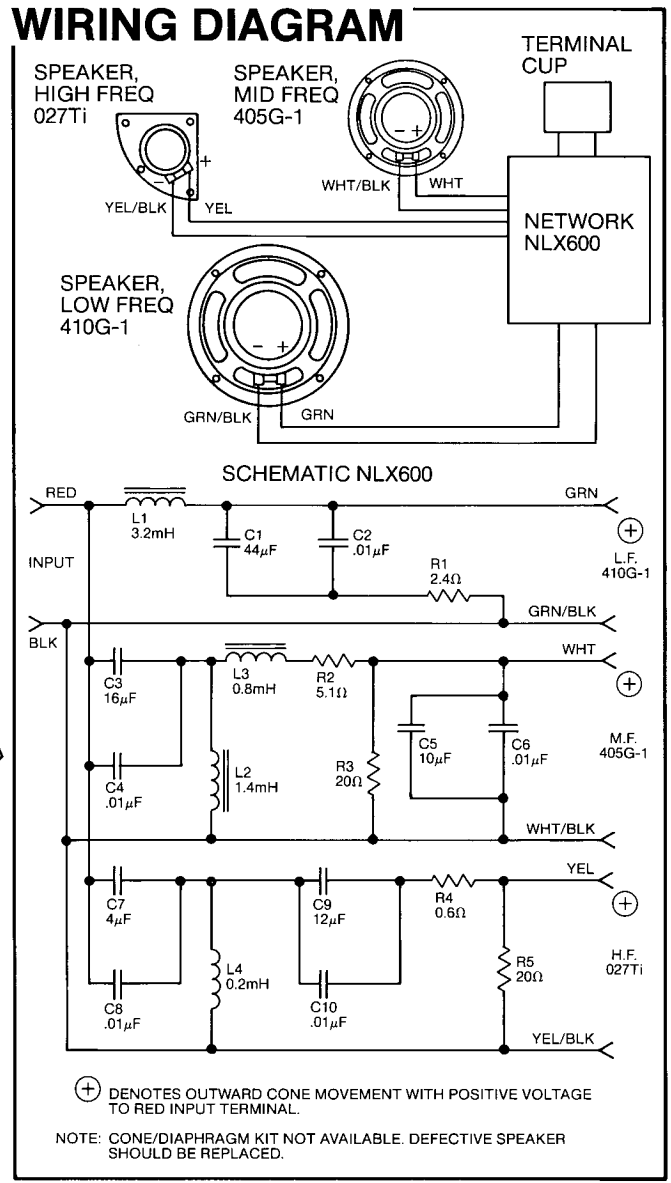 WIRING DIAGRAM
SPEAKER,
HIGH FREQ
027Ti
SPEAKER,
MID FREQ
405G-1
TERMINAL
CUP
- +
- +
WHT/BLK WHT
YEL/BLK YEL
NETWORK
NLX600
SPEAKER,
LOW FREQ
410G-1
- +
GRN/BLK GRN
SCHEMATIC NLX600
RED
L1
3.2mH
GRN
+
C1
44µF
C2
.01µF
INPUT
R1
2.4Ω
L.F.
410G-1
GRN/BLK
BLK
WHT
+
C3
16µF
L3
0.8mH
R2
5.1Ω
C4
.01µF
L2
1.4mH
R3
20Ω
C5
10µF
C6
.01µF
M.F.
405G-1
WHT/BLK
YEL
+
C7
4µF
C9
12µF
R4
0.6Ω
C8
.01µF
L4
0.2mH
C10
.01µF
R5
20Ω
H.F.
027Ti
YEL/BLK
+ DENOTES OUTWARD CONE MOVEMENT WITH POSITIVE VOLTAGE
TO RED INPUT TERMINAL.
NOTE: CONE/DIAPHRAGM KIT NOT AVAILABLE. DEFECTIVE SPEAKER
SHOULD BE REPLACED.